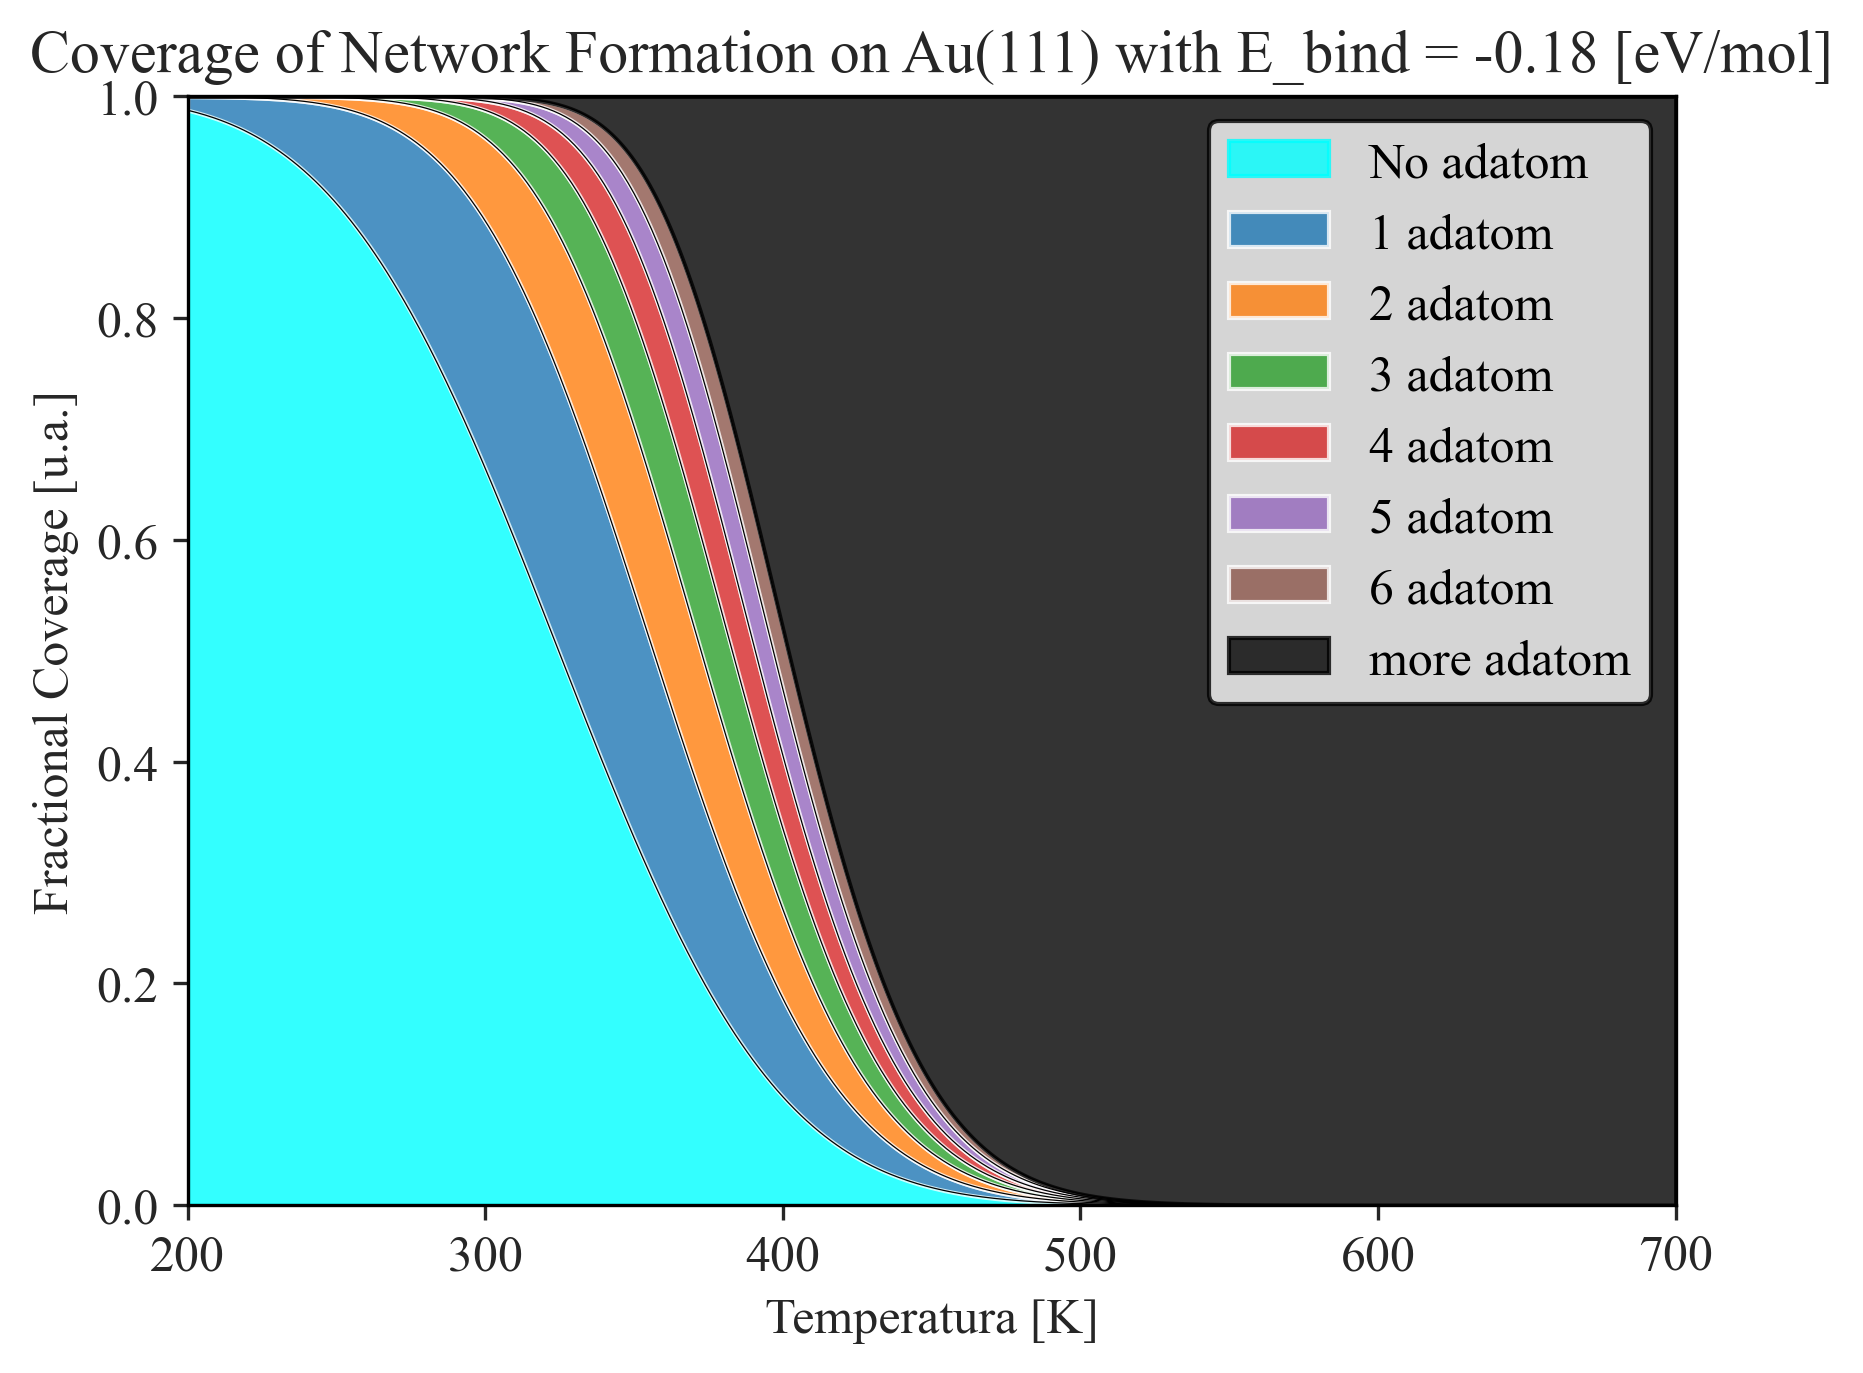 Coverage of Network Formation on Au(111) with E_bind = -0.18 [eV/mol]
1.0
0.8
0.6
0.4
0.2
0.0
Fractional Coverage [u.a.]
No adatom
1 adatom
2 adatom
3 adatom
4 adatom
5 adatom
6 adatom
more adatom
200 300 400 500 600 700
Temperatura [K]